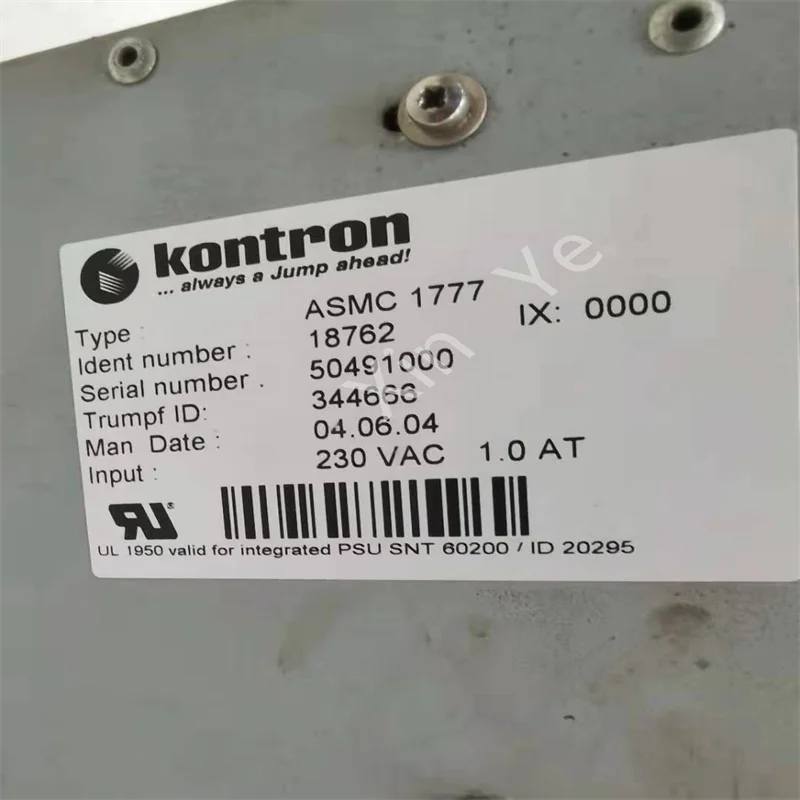 kontron
... always a Jump ahead!
Type : ASMC 1777 IX: 0000
Ident number : 18762
Serial number . 50491000
Trumpf ID: 344666
Man Date : 04.06.04
Input : 230 VAC 1.0 AT
UL 1950 valid for integrated PSU SNT 60200 / ID 20295
Xin Ye